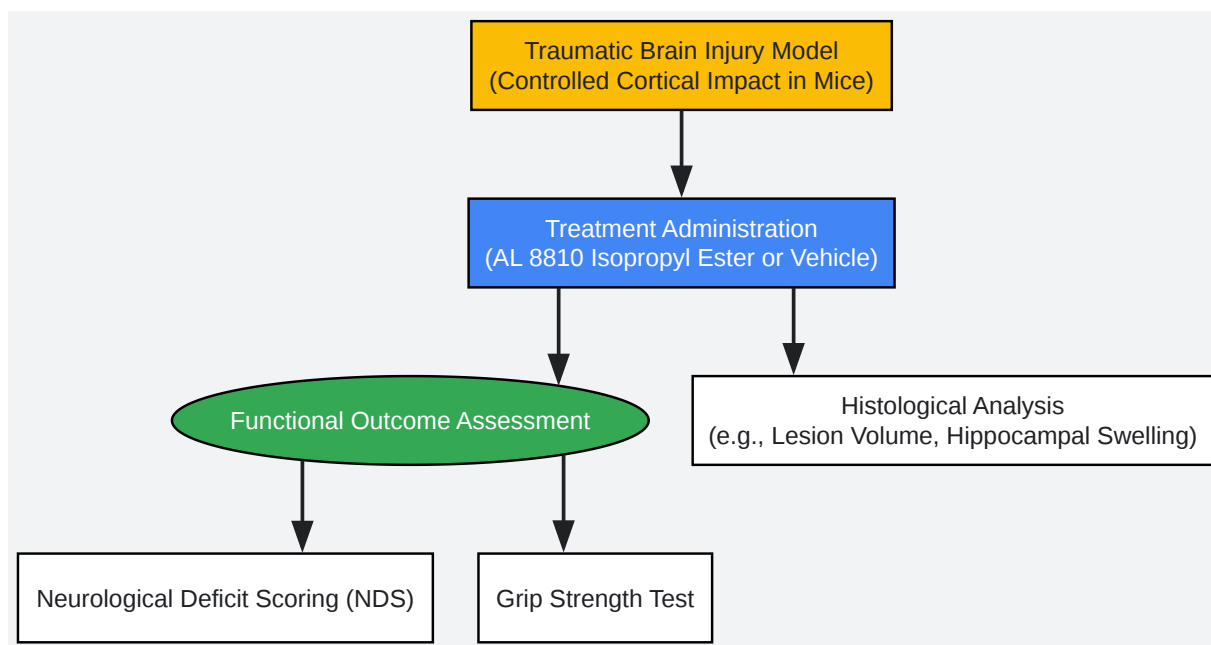 Traumatic Brain Injury Model
(Controlled Cortical Impact in Mice)
Treatment Administration
(AL 8810 Isopropyl Ester or Vehicle)
Functional Outcome Assessment
Histological Analysis
(e.g., Lesion Volume, Hippocampal Swelling)
Neurological Deficit Scoring (NDS)
Grip Strength Test